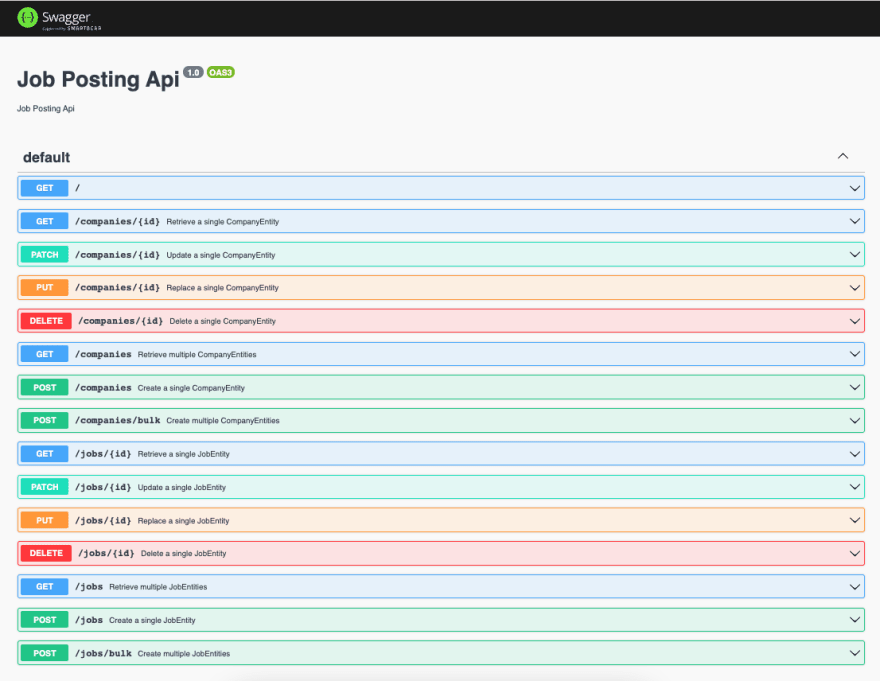 Swagger
Supported by SMARTBEAR
Job Posting Api 1.0 OAS3
Job Posting Api
default
GET /
GET /companies/{id} Retrieve a single CompanyEntity
PATCH /companies/{id} Update a single CompanyEntity
PUT /companies/{id} Replace a single CompanyEntity
DELETE /companies/{id} Delete a single CompanyEntity
GET /companies Retrieve multiple CompanyEntities
POST /companies Create a single CompanyEntity
POST /companies/bulk Create multiple CompanyEntities
GET /jobs/{id} Retrieve a single JobEntity
PATCH /jobs/{id} Update a single JobEntity
PUT /jobs/{id} Replace a single JobEntity
DELETE /jobs/{id} Delete a single JobEntity
GET /jobs Retrieve multiple JobEntities
POST /jobs Create a single JobEntity
POST /jobs/bulk Create multiple JobEntities